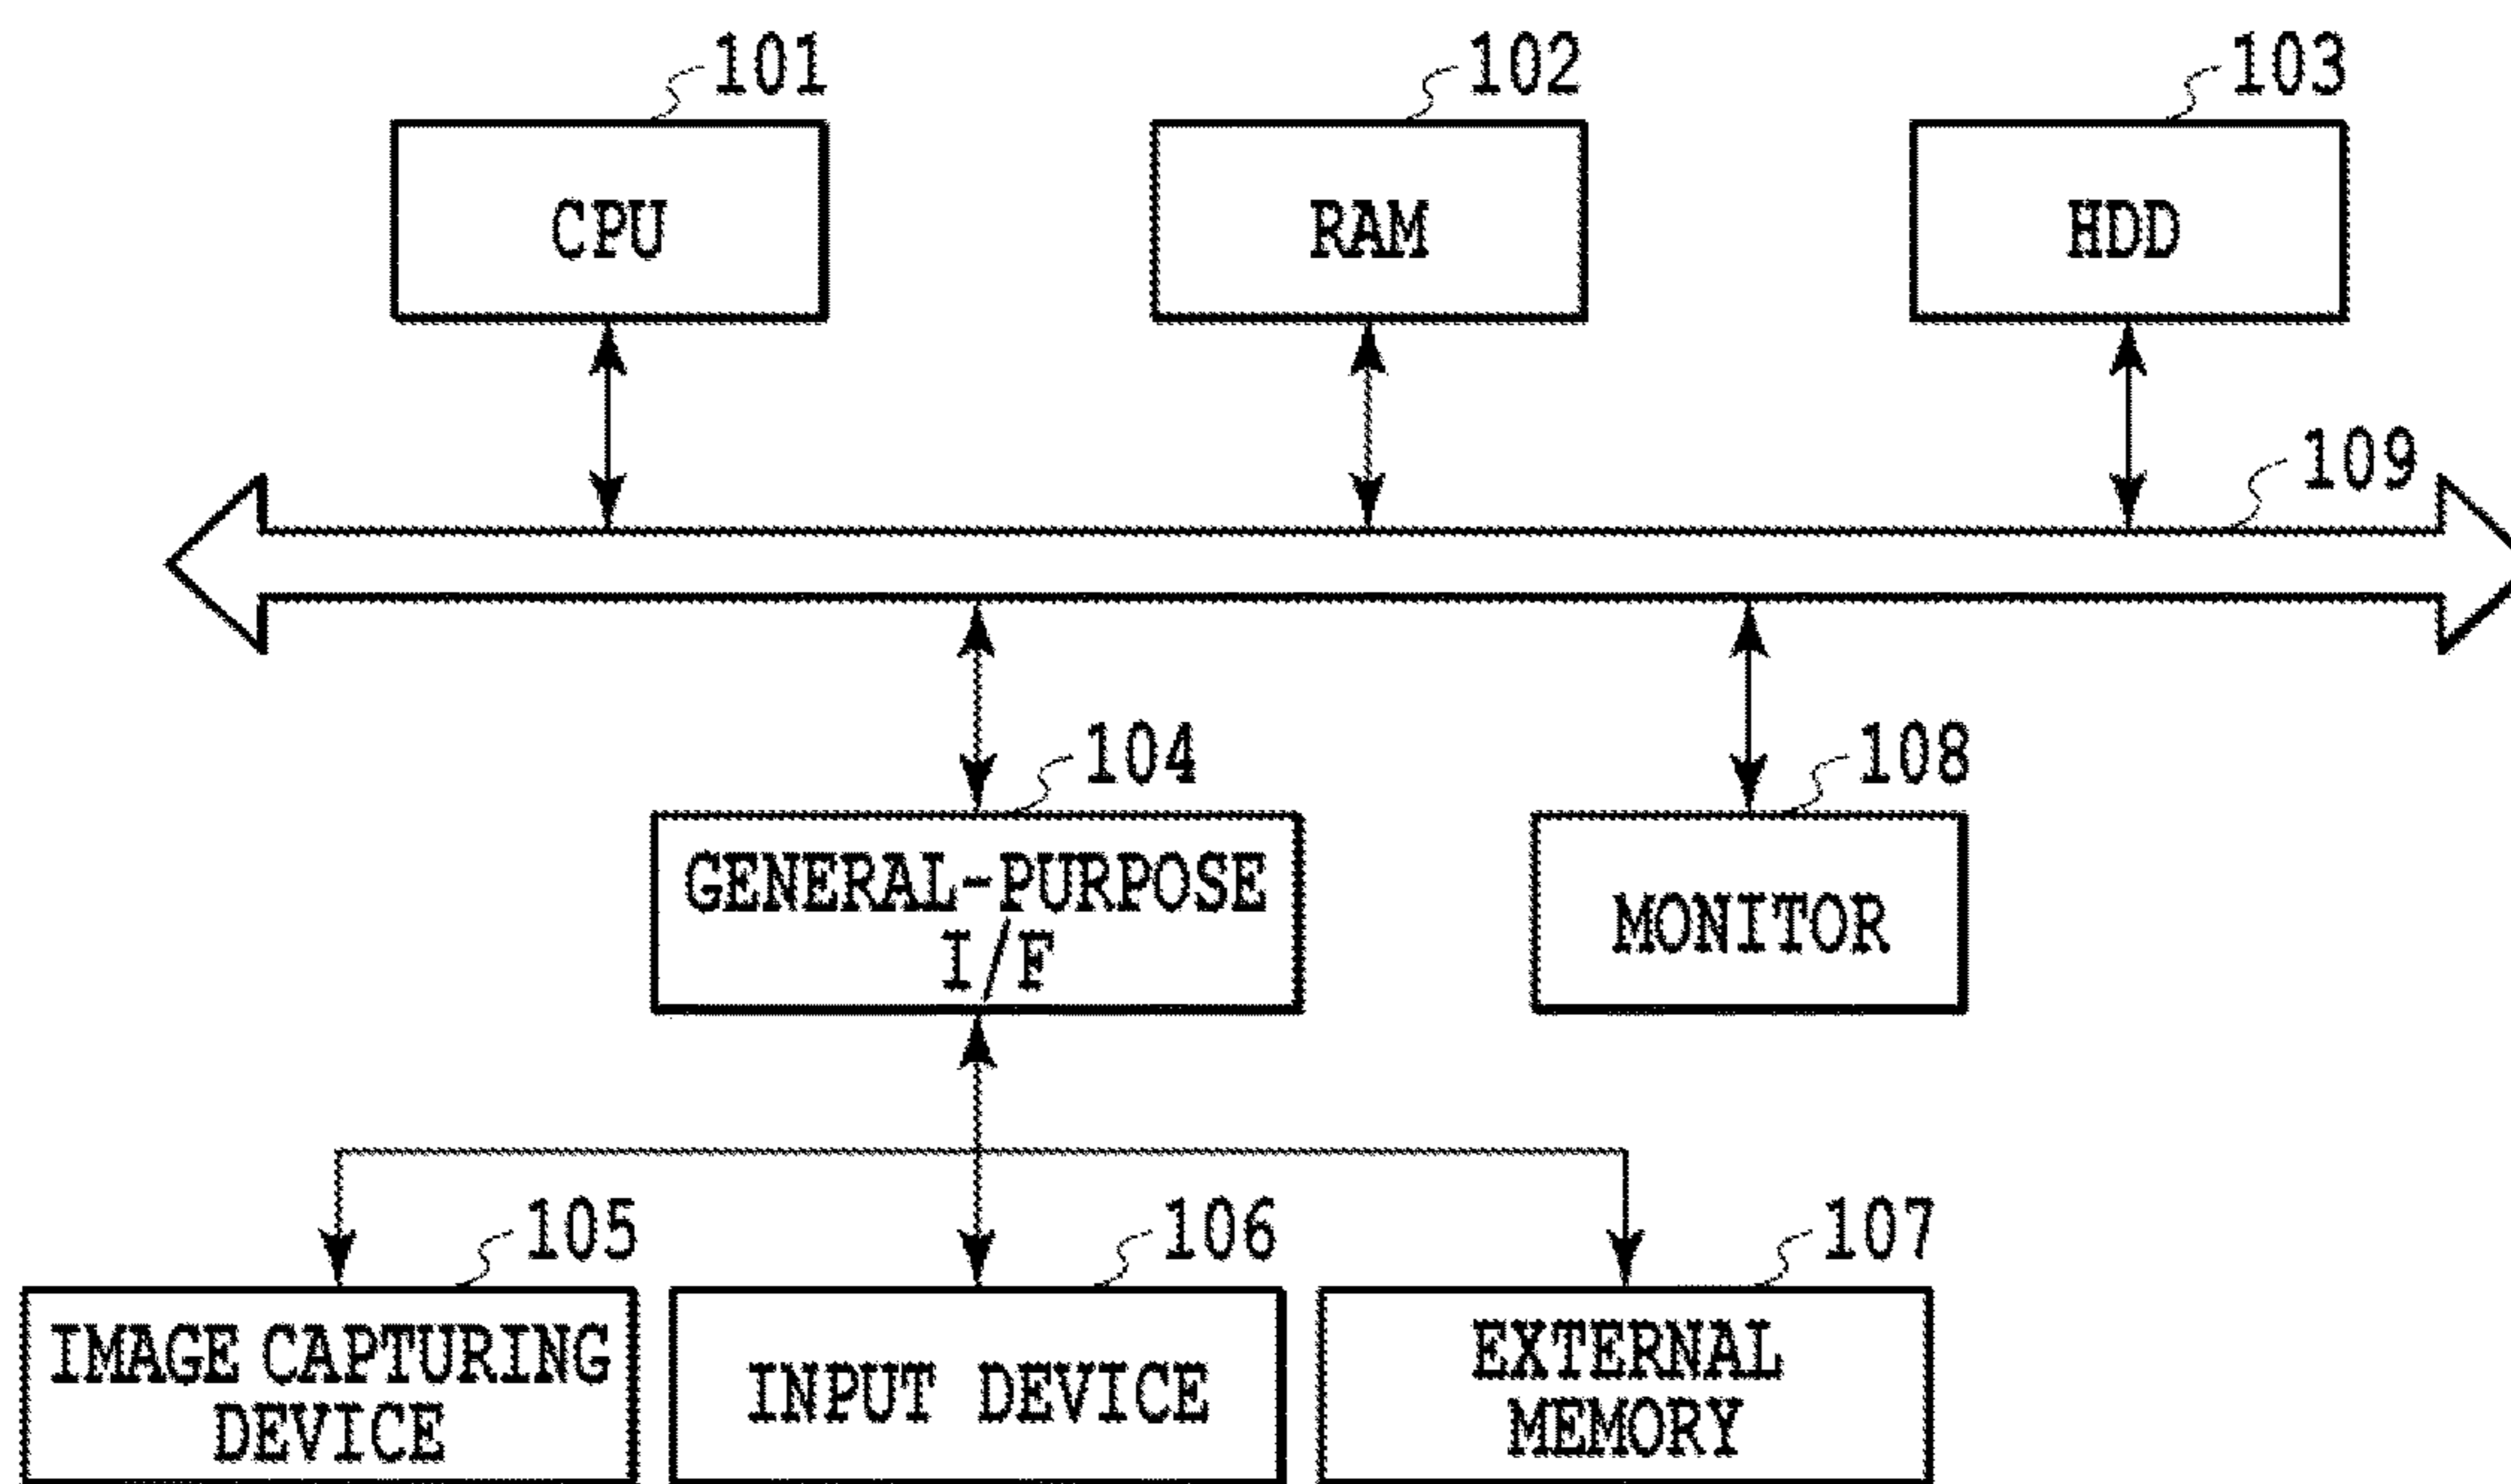 101
102
103
CPU
RAM
HDD
109
104
108
GENERAL-PURPOSE
I/F
MONITOR
105
106
107
IMAGE CAPTURING
DEVICE
INPUT DEVICE
EXTERNAL
MEMORY